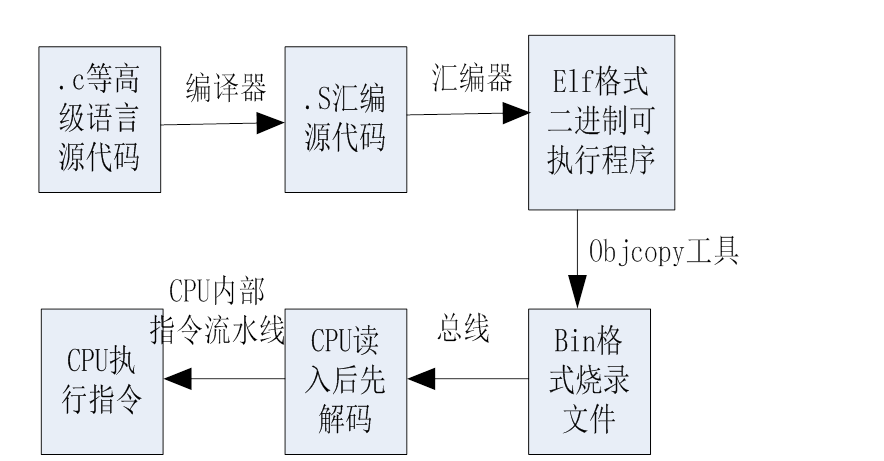 .c等高
级语言
源代码
编译器
.S汇编
源代码
汇编器
Elf格式
二进制可
执行程序
Objcopy工具
Bin格
式烧录
文件
总线
CPU读
入后先
解码
CPU内部
指令流水线
CPU执
行指令